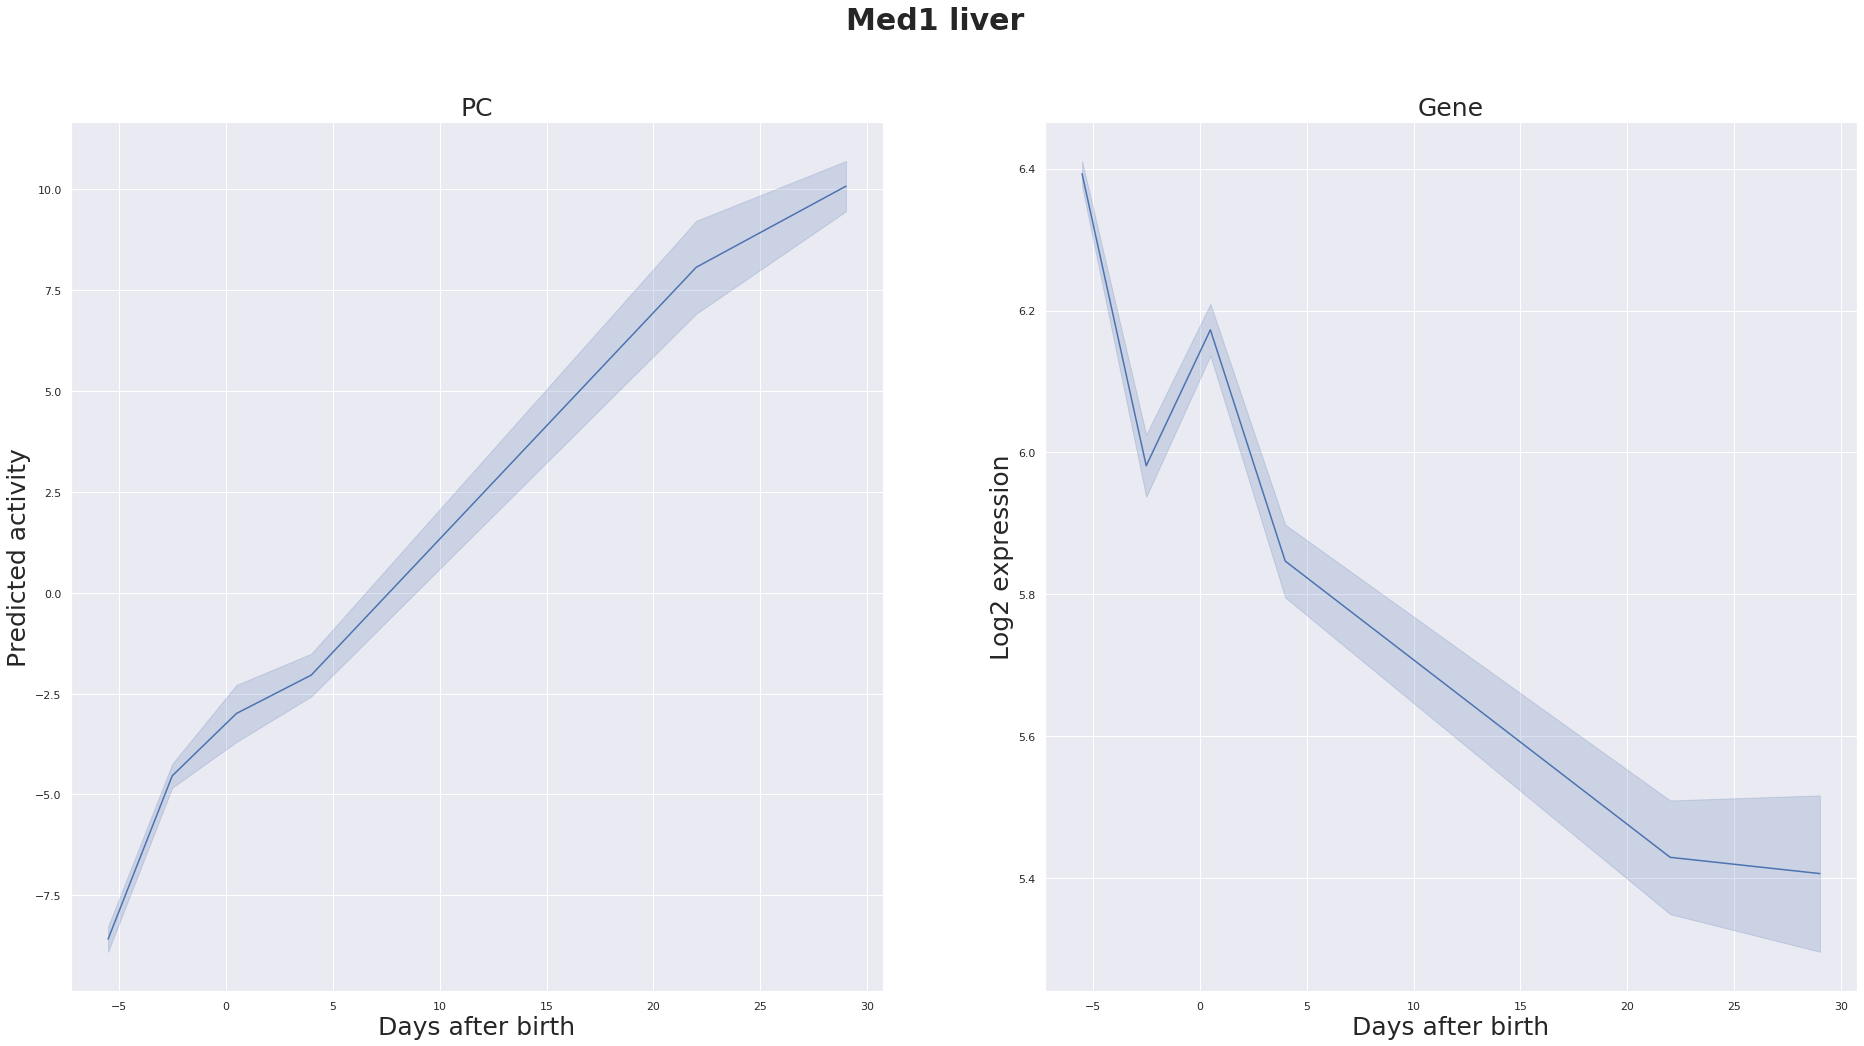 Med1 liver
PC
Predicted activity
10.0
7.5
5.0
2.5
0.0
−2.5
−5.0
−7.5
−5 0 5 10 15 20 25 30
Days after birth
Gene
Log2 expression
6.4
6.2
6.0
5.8
5.6
5.4
−5 0 5 10 15 20 25 30
Days after birth